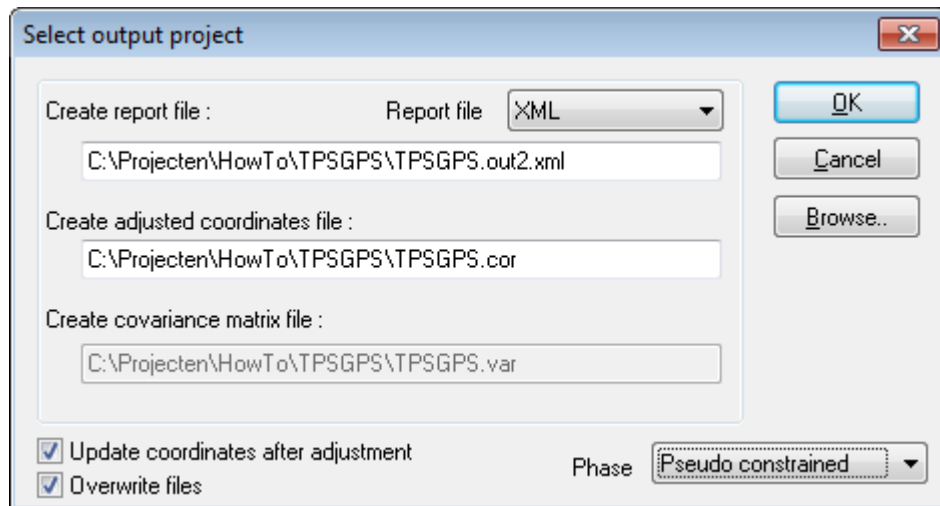 Select output project
Create report file :
Report file
XML
C:\Projecten\HowTo\TPSGPS\TPSGPS.out2.xml
Create adjusted coordinates file :
C:\Projecten\HowTo\TPSGPS\TPSGPS.cor
Create covariance matrix file :
C:\Projecten\HowTo\TPSGPS\TPSGPS.var
OK
Cancel
Browse..
Update coordinates after adjustment
Overwrite files
Phase
Pseudo constrained